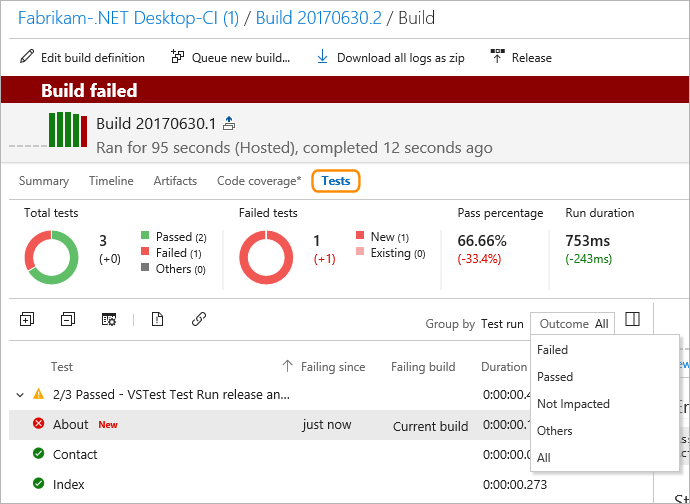 Fabrikam-.NET Desktop-CI (1) / Build 20170630.2 / Build
Edit build definition Queue new build... Download all logs as zip Release
Build failed
Build 20170630.1
Ran for 95 seconds (Hosted), completed 12 seconds ago
Summary Timeline Artifacts Code coverage* Tests
Total tests Failed tests Pass percentage Run duration
3 Passed (2) 1 New (1) 66.66% 753ms
(+0) Failed (1) (+1) Existing (0) (-33.4%) (-243ms)
Others (0)
Group by Test run Outcome All
Test Failing since Failing build Duration
2/3 Passed - VSTest Test Run release an... 0:00:00.
About New just now Current build 0:00:00.
Contact 0:00:00.
Index 0:00:00.273
Failed
Passed
Not Impacted
Others
All